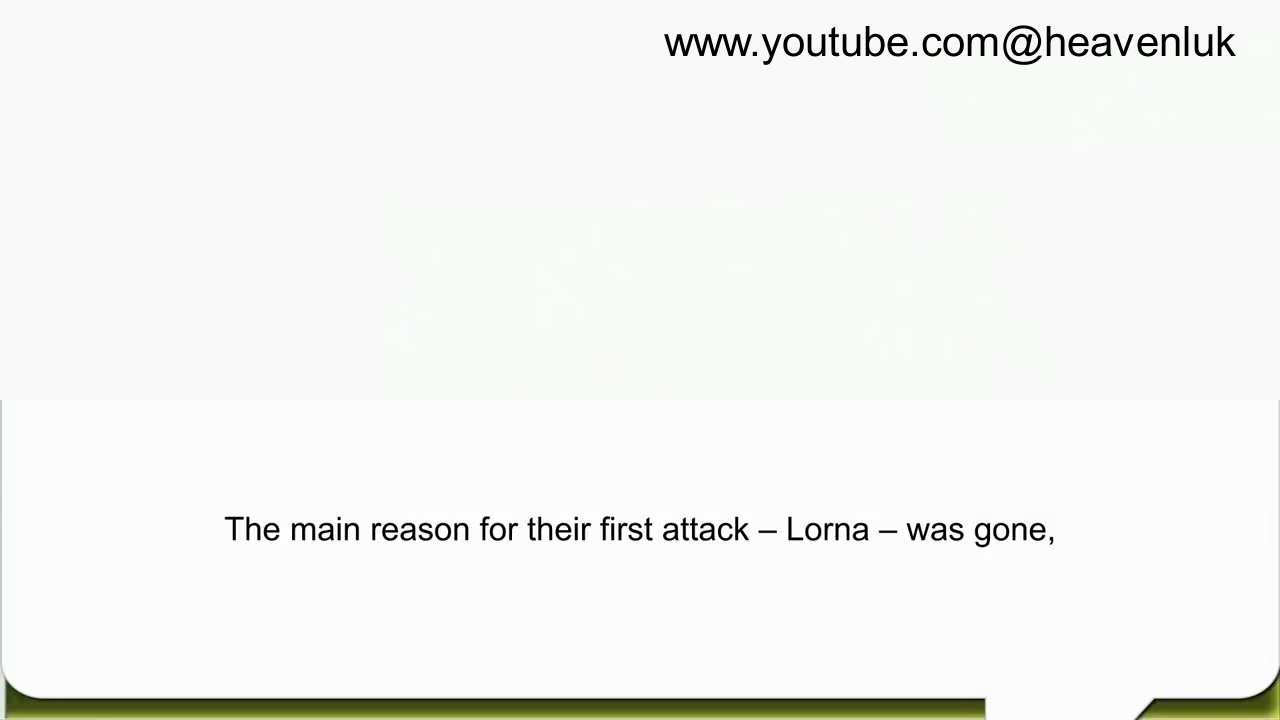 www.youtube.com@heavenluk
The main reason for their first attack – Lorna – was gone,